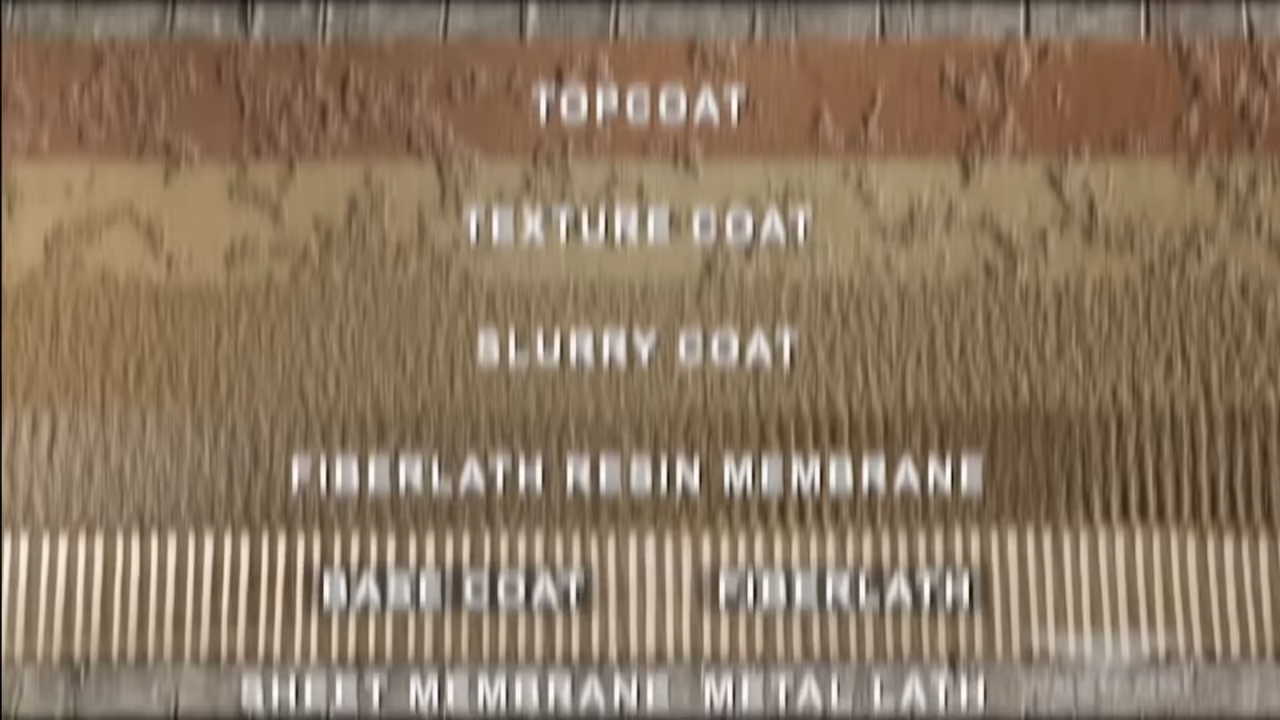 TOPCOAT
TEXTURE COAT
SLURRY COAT
FIBERLATH RESIN MEMBRANE
BASE COAT FIBERLATH
SHEET MEMBRANE METAL LATH